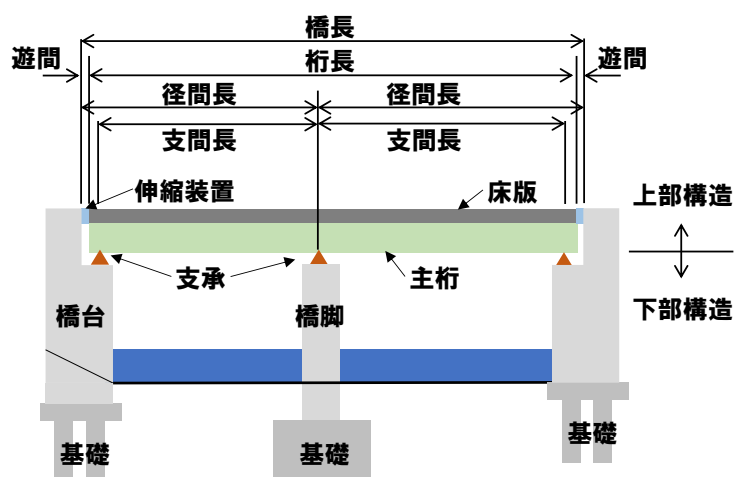 橋長
遊間
桁長
遊間
径間長
径間長
支間長
支間長
伸縮装置
床版
上部構造
支承
主桁
橋台
橋脚
下部構造
基礎
基礎
基礎